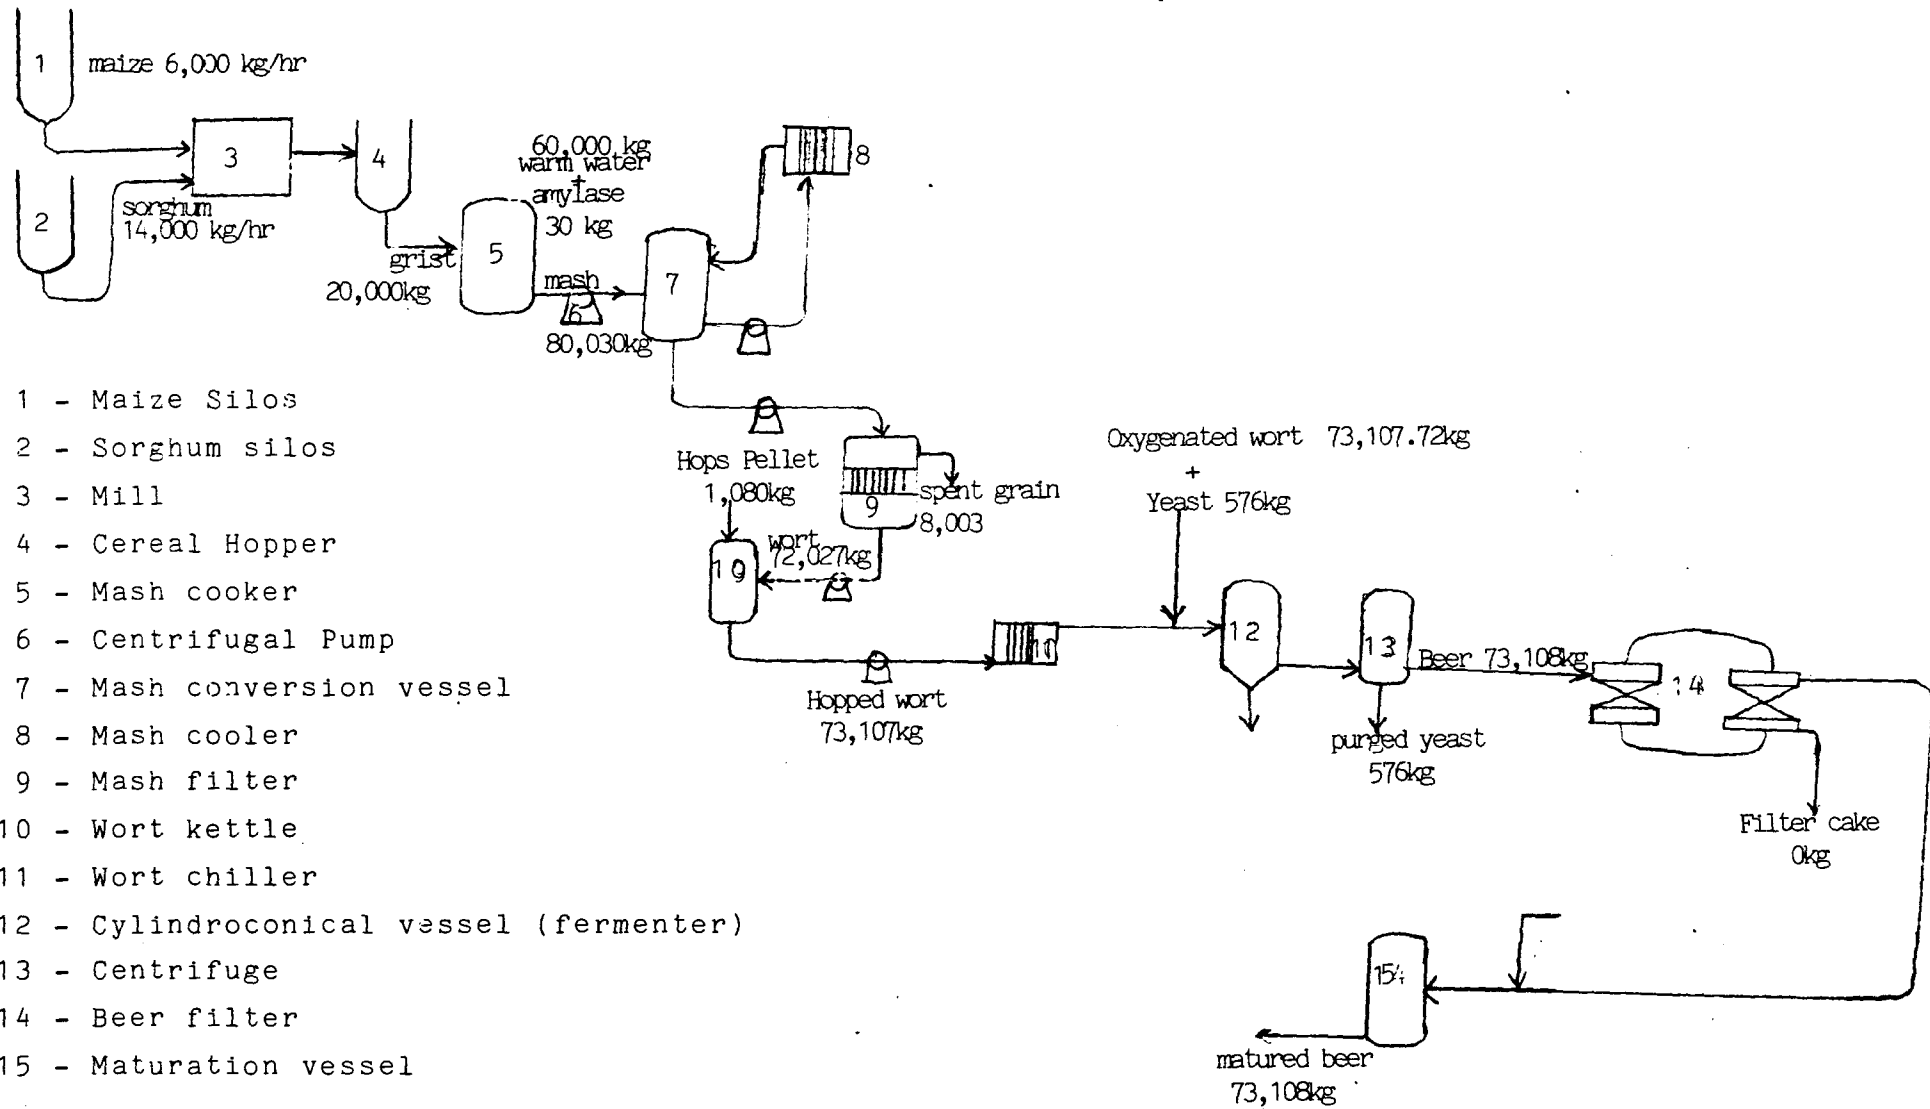 1
maize 6,000 kg/hr
3
4
2
sorghum
14,000 kg/hr
grist
20,000kg
5
60,000 kg
warm water
+
amylase
30 kg
mash
6
80,030kg
7
8
1 - Maize Silos
2 - Sorghum silos
3 - Mill
4 - Cereal Hopper
5 - Mash cooker
6 - Centrifugal Pump
7 - Mash conversion vessel
8 - Mash cooler
9 - Mash filter
10 - Wort kettle
11 - Wort chiller
12 - Cylindroconical vessel (fermenter)
13 - Centrifuge
14 - Beer filter
15 - Maturation vessel
Hops Pellet
1,080kg
9
spent grain
8,003
wort
72,027kg
10
Hopped wort
73,107kg
11
Oxygenated wort 73,107.72kg
+
Yeast 576kg
12
13
Beer 73,108kg
purged yeast
576kg
14
Filter cake
0kg
15
matured beer
73,108kg